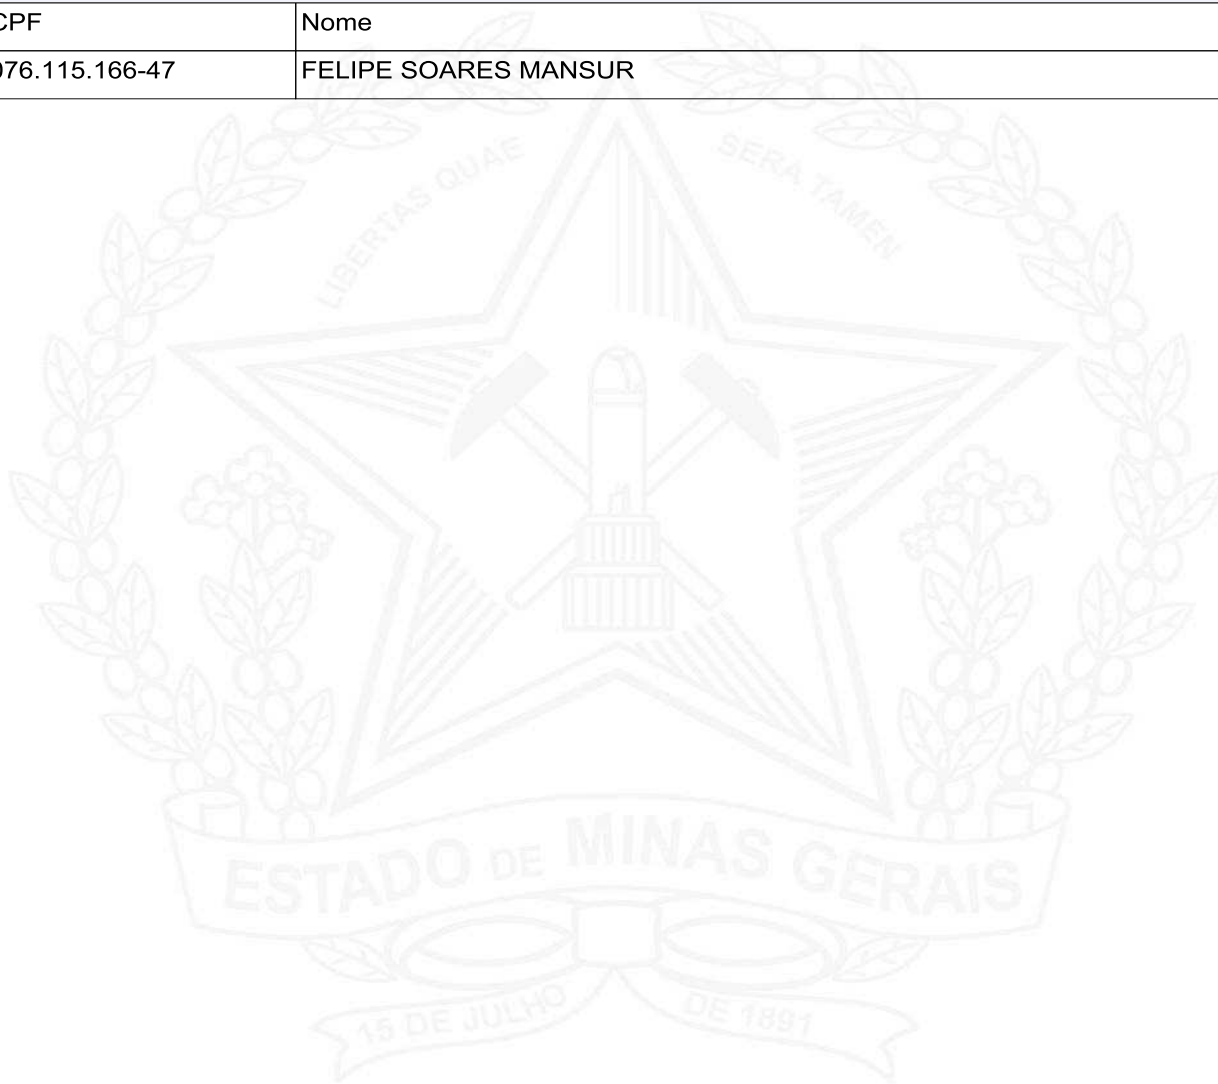 CPF Nome
076.115.166-47 FELIPE SOARES MANSUR
LIBERTAS QUAE SERA TAMEN
ESTADO DE MINAS GERAIS
15 DE JULHO DE 1891